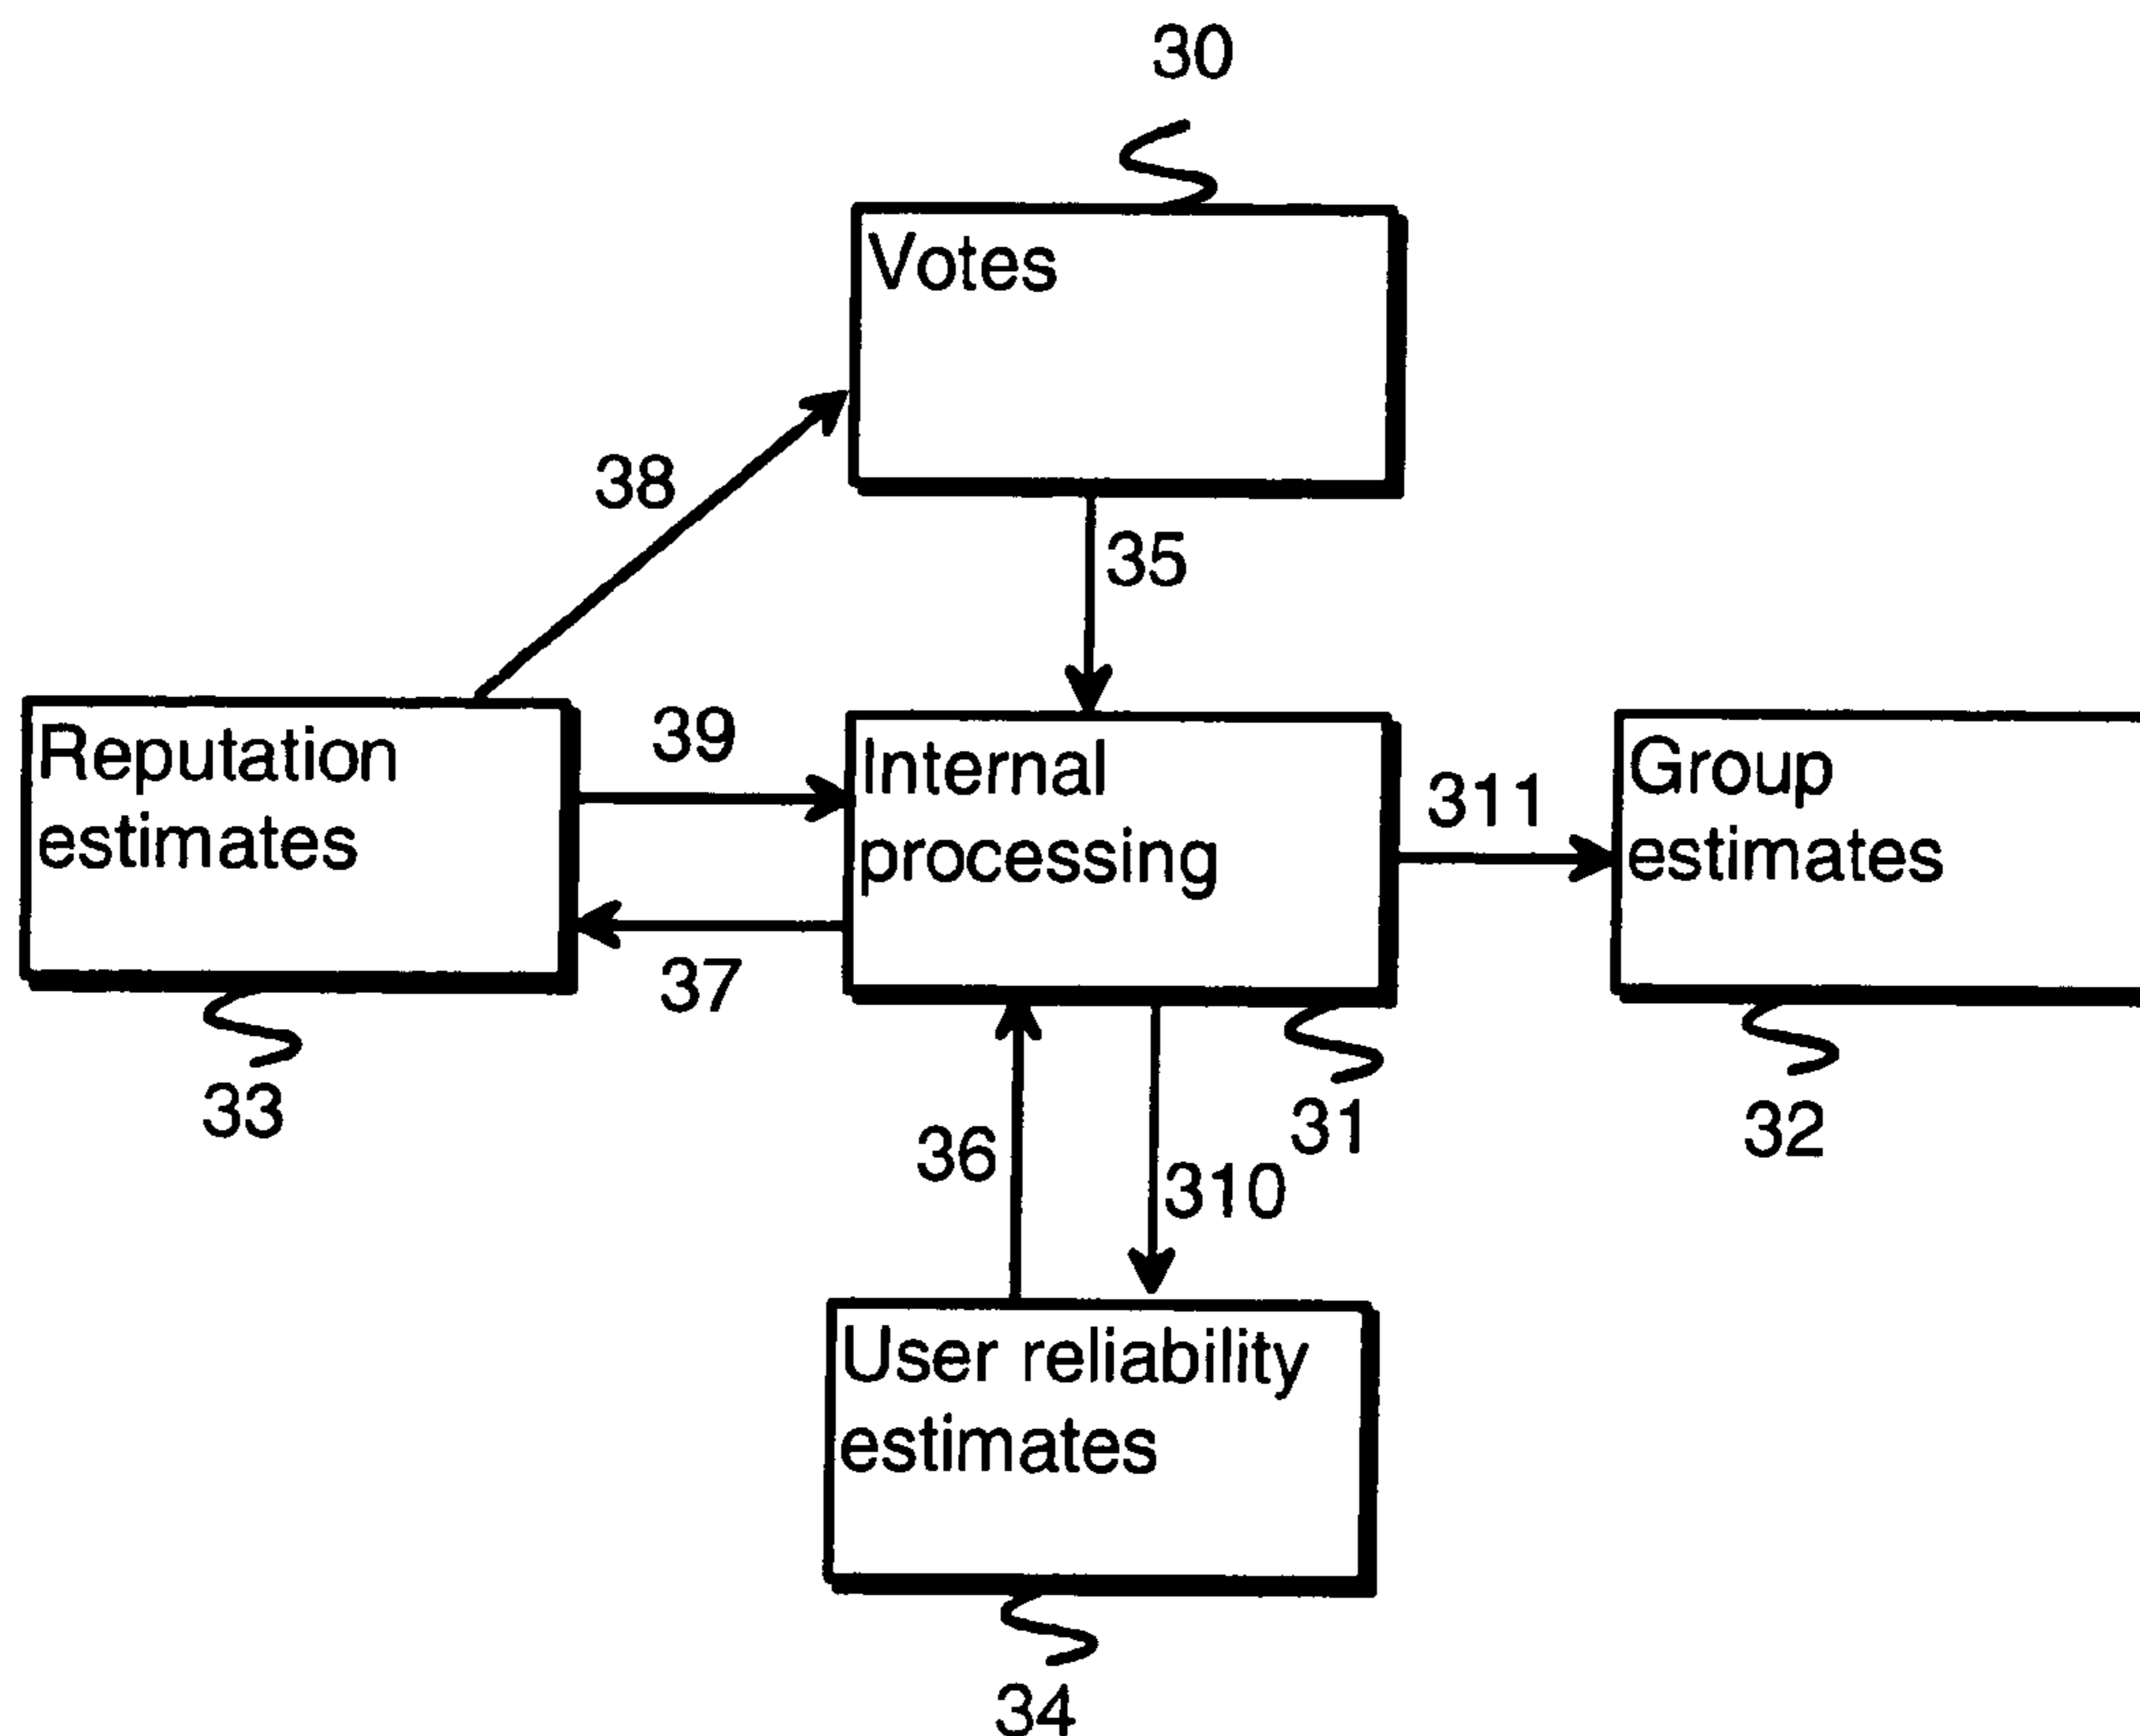 30
Votes
38
35
Reputation
estimates
39
37
33
Internal
processing
311
Group
estimates
31
32
36
310
User reliability
estimates
34